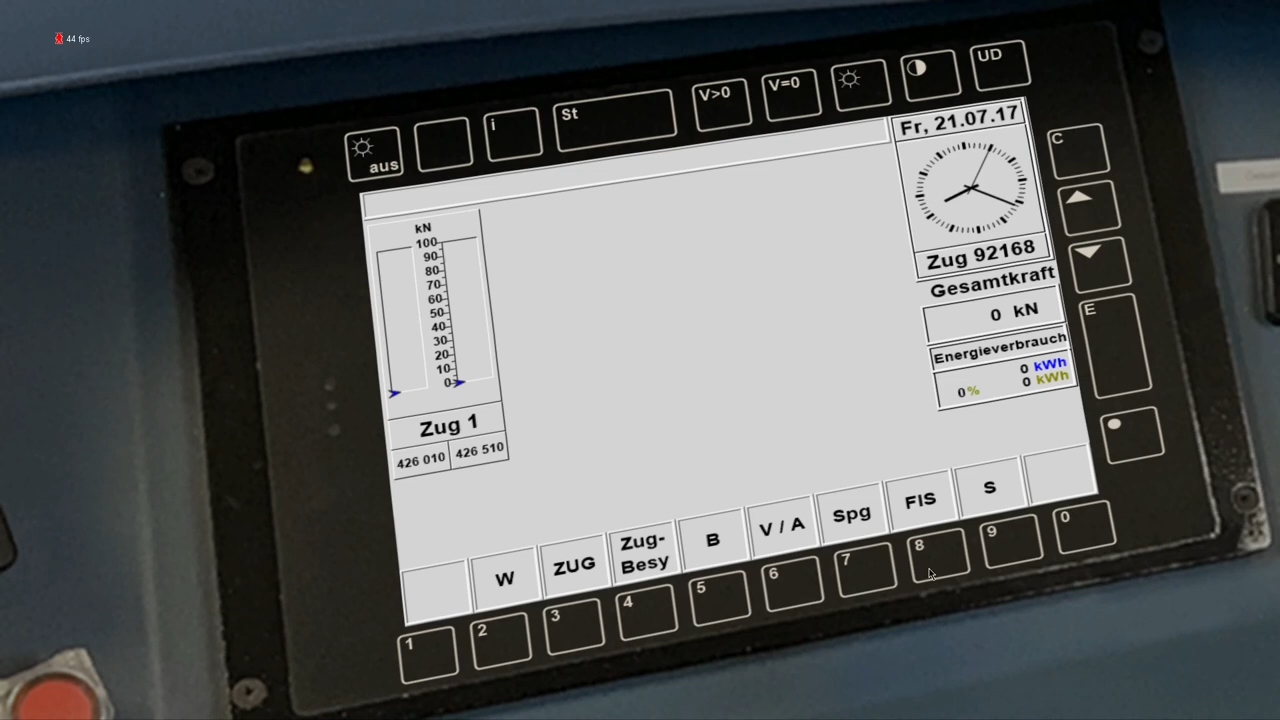 44 fps
aus
i
St
V>0
V=0
UD
Fr, 21.07.17
C
kN
100
90
80
70
60
50
40
30
20
10
0
Zug 92168
Gesamtkraft
0 kN
E
Energieverbrauch
0 kWh
0% 0 kWh
Zug 1
426 010 426 510
W ZUG Zug-Besy B V / A Spg FIS S
1 2 3 4 5 6 7 8 9 0